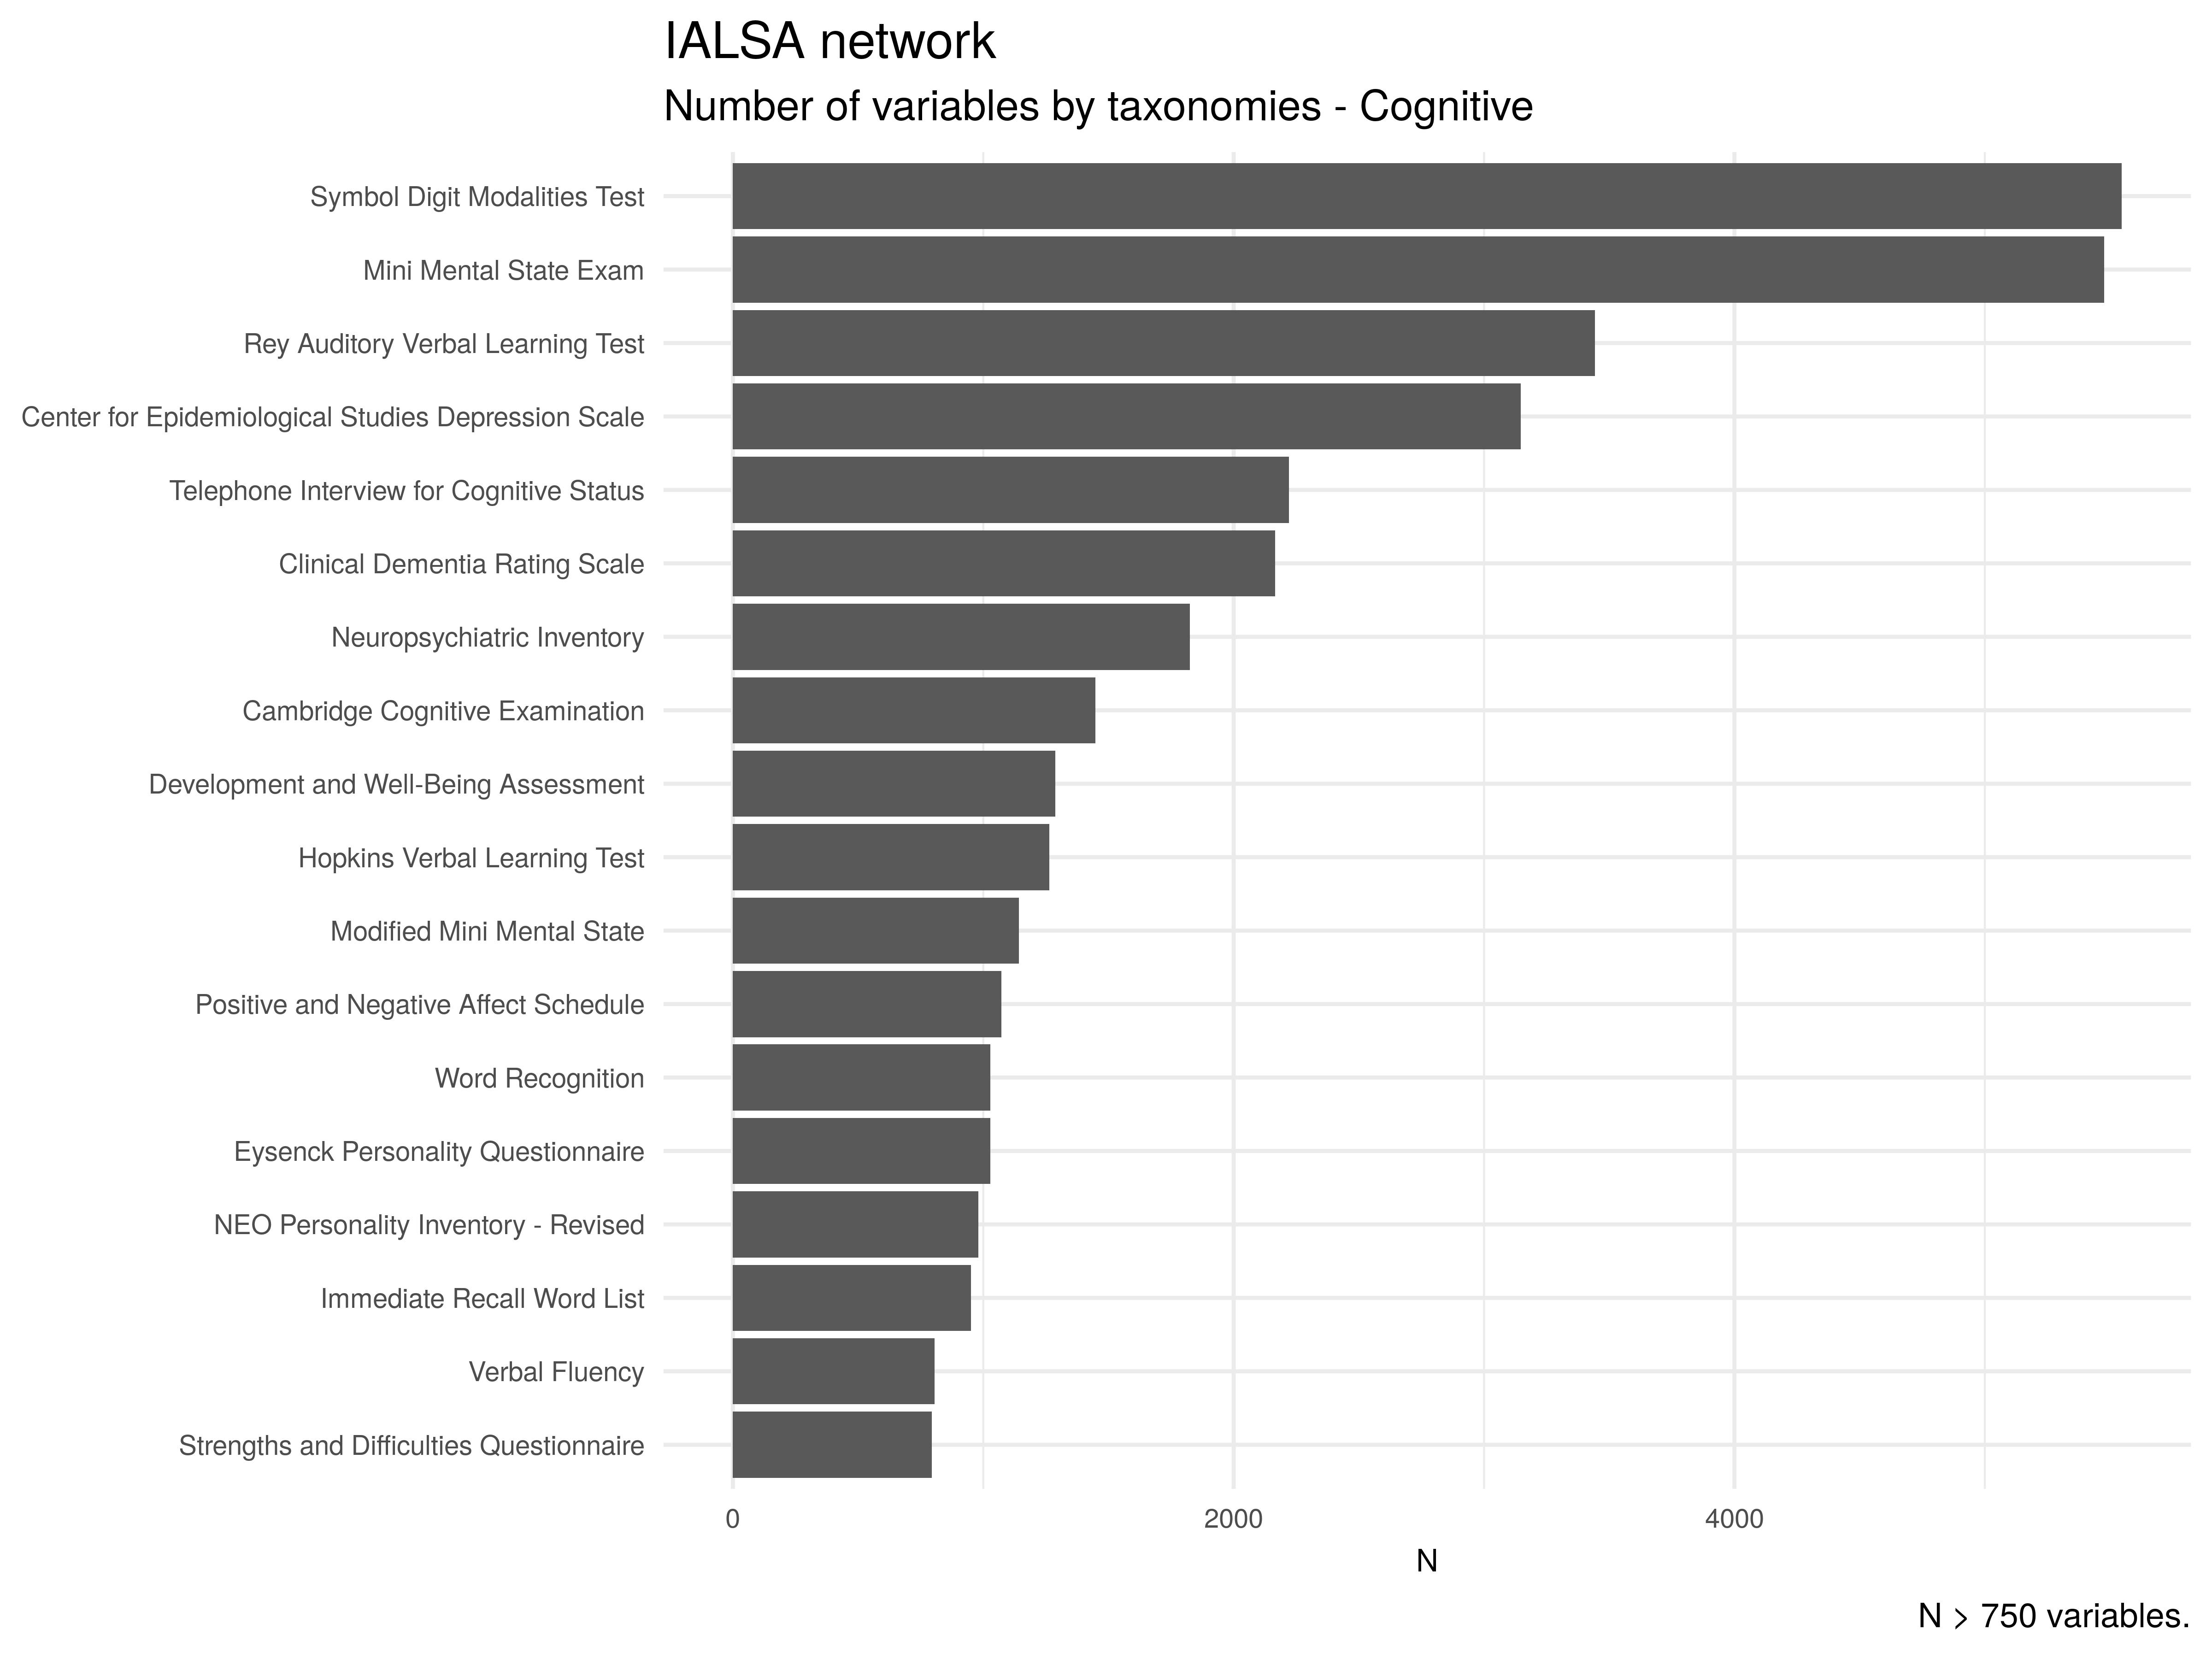 IALSA network
Number of variables by taxonomies - Cognitive
Symbol Digit Modalities Test
Mini Mental State Exam
Rey Auditory Verbal Learning Test
Center for Epidemiological Studies Depression Scale
Telephone Interview for Cognitive Status
Clinical Dementia Rating Scale
Neuropsychiatric Inventory
Cambridge Cognitive Examination
Development and Well-Being Assessment
Hopkins Verbal Learning Test
Modified Mini Mental State
Positive and Negative Affect Schedule
Word Recognition
Eysenck Personality Questionnaire
NEO Personality Inventory - Revised
Immediate Recall Word List
Verbal Fluency
Strengths and Difficulties Questionnaire
0 2000 4000
N
N > 750 variables.